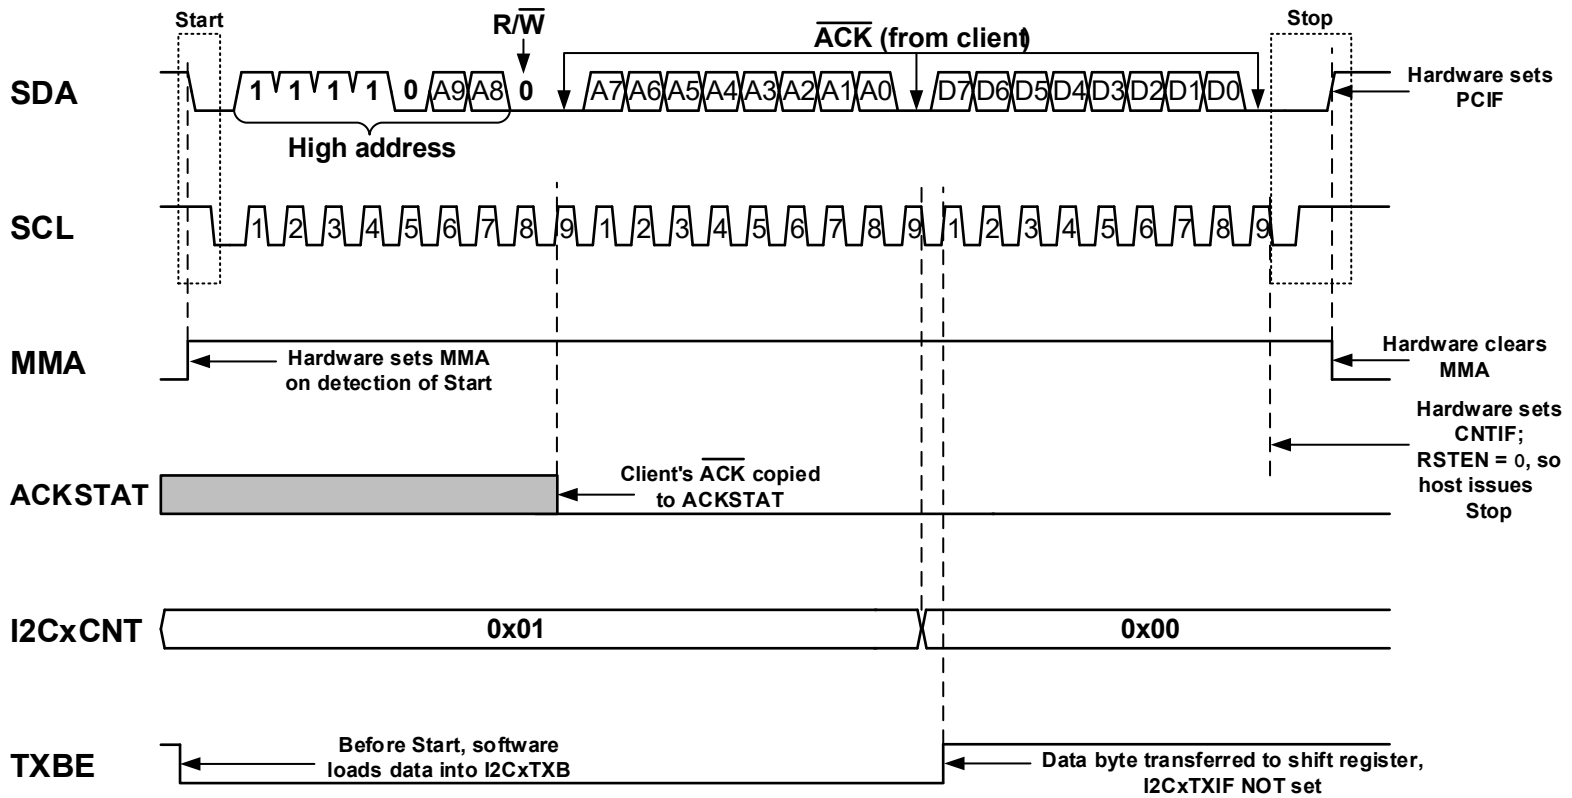 Start
R/W
ACK (from client)
Stop
SDA
1 1 1 1 0 A9 A8 0 A7 A6 A5 A4 A3 A2 A1 A0 D7 D6 D5 D4 D3 D2 D1 D0
Hardware sets
PCIF
High address
SCL
1 2 3 4 5 6 7 8 9 1 2 3 4 5 6 7 8 9 1 2 3 4 5 6 7 8 9
MMA
Hardware sets MMA
on detection of Start
Hardware clears
MMA
Hardware sets
CNTIF;
RSTEN = 0, so
host issues
Stop
ACKSTAT
Client's ACK copied
to ACKSTAT
I2CxCNT
0x01
0x00
TXBE
Before Start, software
loads data into I2CxTXB
Data byte transferred to shift register,
I2CxTXIF NOT set